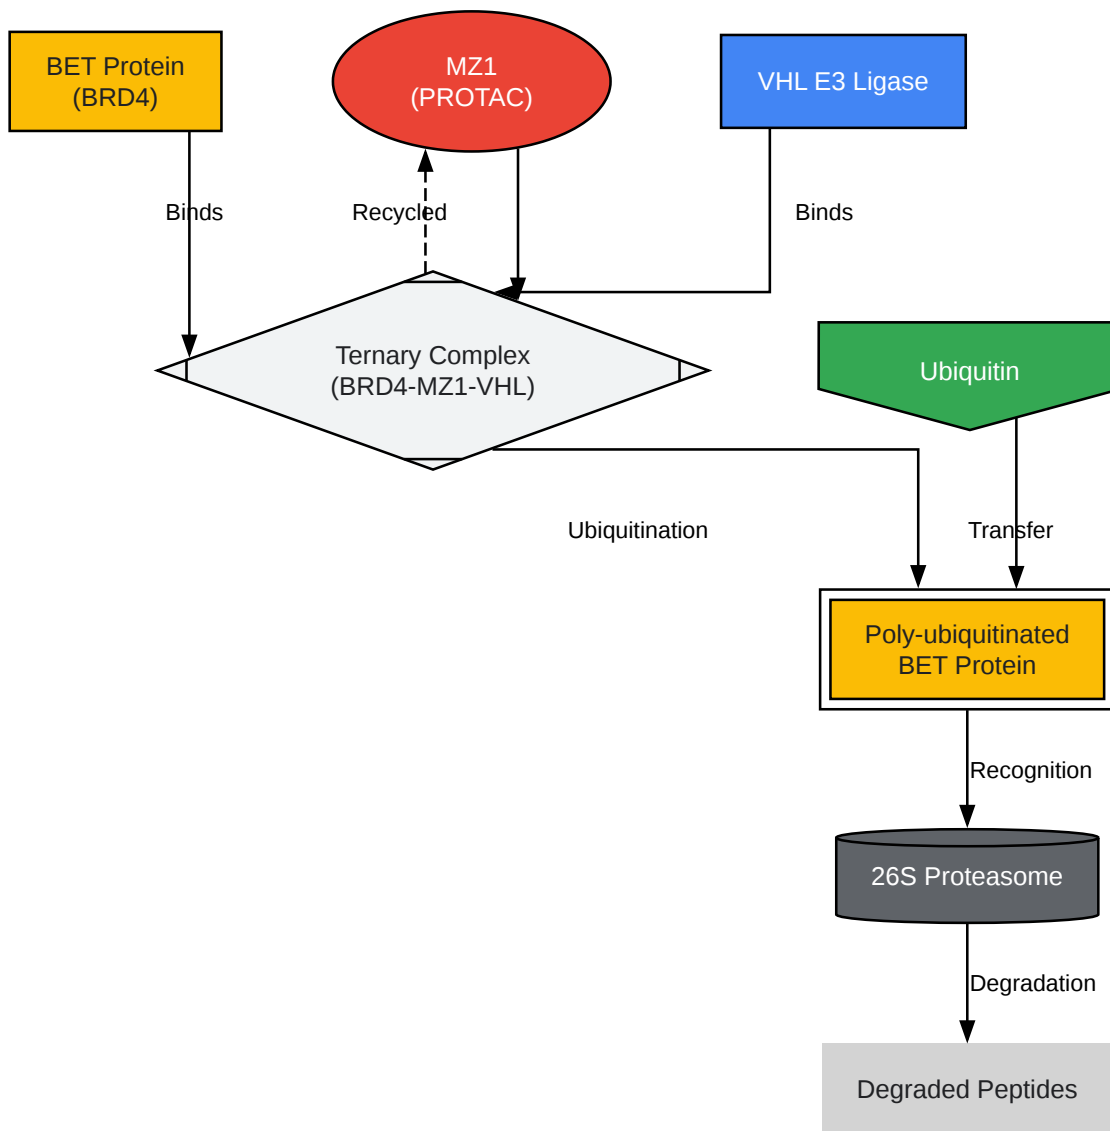 BET Protein
(BRD4)
MZ1
(PROTAC)
VHL E3 Ligase
Binds
Recycled
Binds
Ternary Complex
(BRD4-MZ1-VHL)
Ubiquitin
Ubiquitination
Transfer
Poly-ubiquitinated
BET Protein
Recognition
26S Proteasome
Degradation
Degraded Peptides